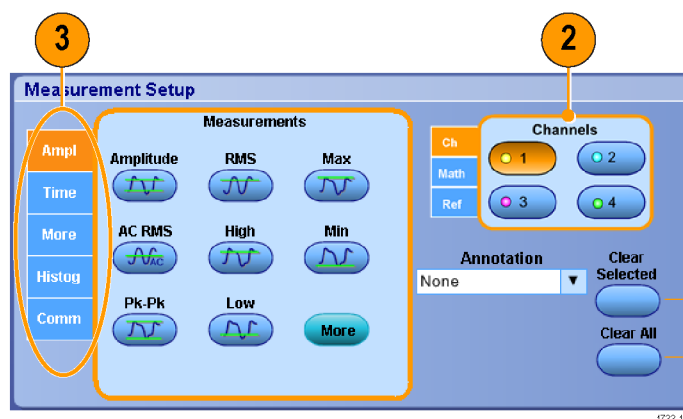 3
2
Measurement Setup
Measurements
Ampl
Time
More
Histog
Comm
Amplitude
RMS
Max
AC RMS
High
Min
AC
Pk-Pk
Low
More
Ch
Math
Ref
Channels
1
2
3
4
Annotation
None
Clear
Selected
Clear All